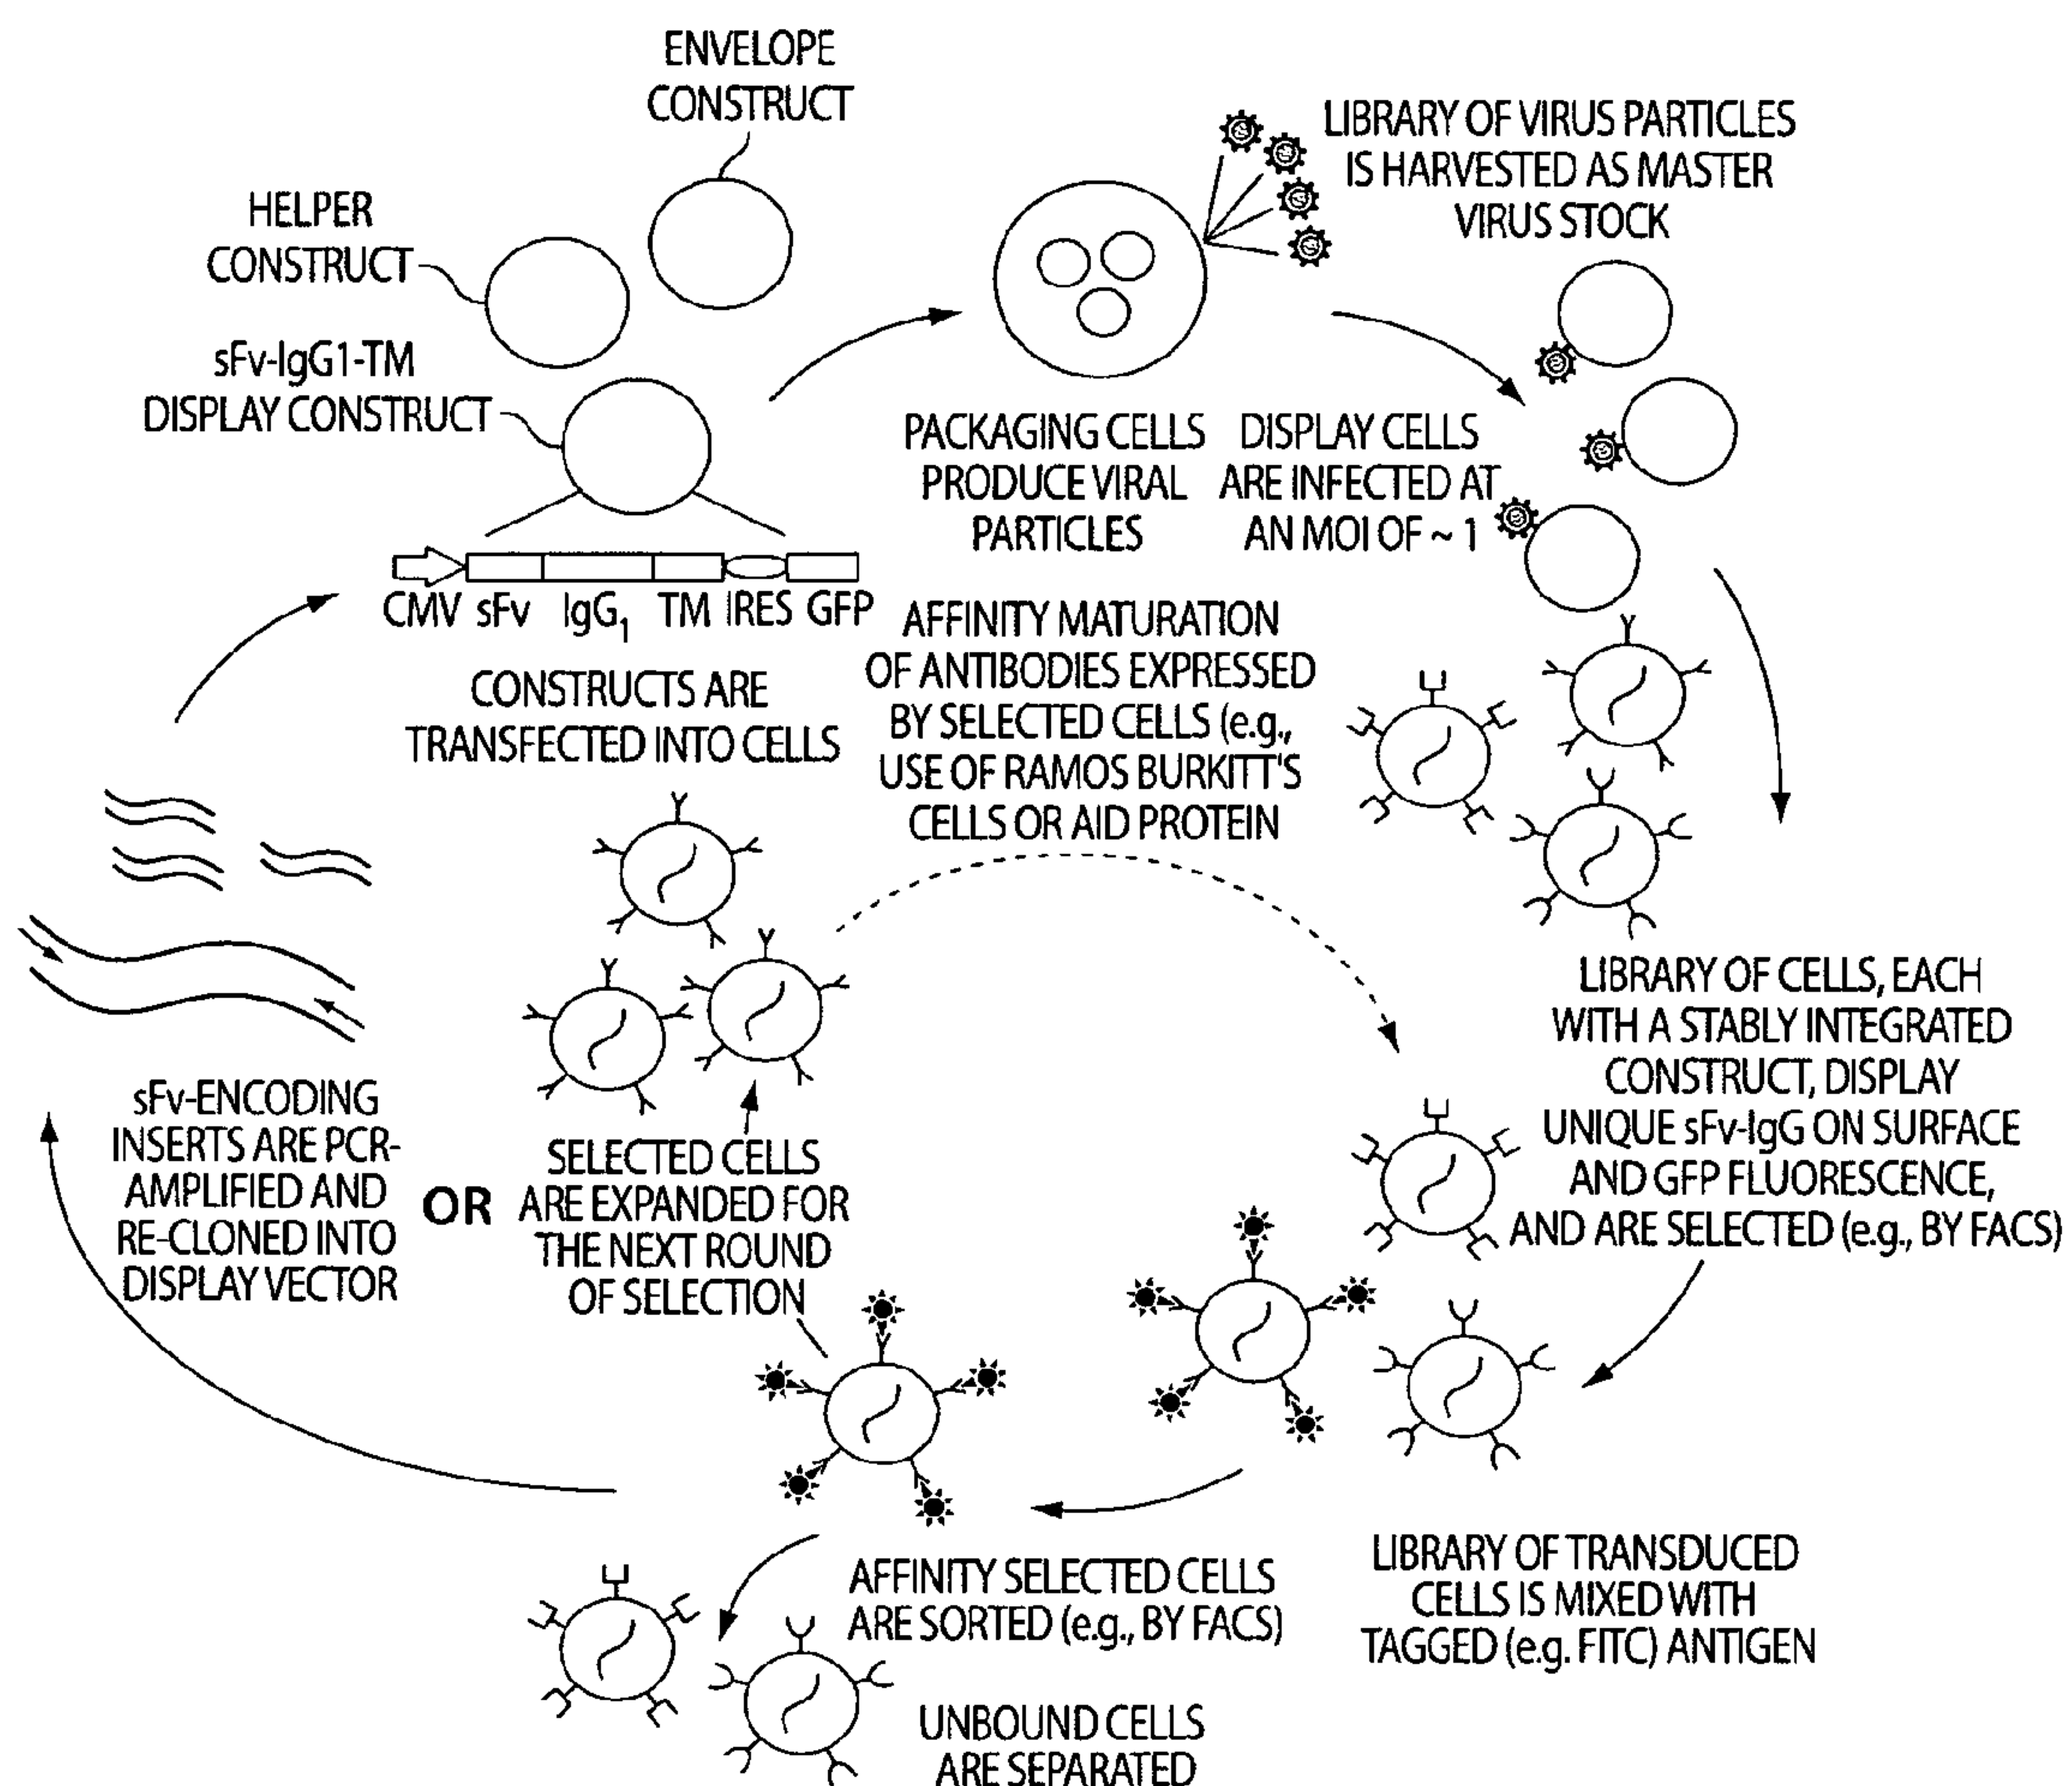 ENVELOPE
CONSTRUCT
HELPER
CONSTRUCT
sFv-IgG1-TM
DISPLAY CONSTRUCT
CMV sFv IgG1 TM IRES GFP
CONSTRUCTS ARE
TRANSFECTED INTO CELLS
LIBRARY OF VIRUS PARTICLES
IS HARVESTED AS MASTER
VIRUS STOCK
PACKAGING CELLS
PRODUCE VIRAL
PARTICLES
DISPLAY CELLS
ARE INFECTED AT
AN MOI OF ~ 1
AFFINITY MATURATION
OF ANTIBODIES EXPRESSED
BY SELECTED CELLS (e.g.,
USE OF RAMOS BURKITT'S
CELLS OR AID PROTEIN
LIBRARY OF CELLS, EACH
WITH A STABLY INTEGRATED
CONSTRUCT, DISPLAY
UNIQUE sFv-IgG ON SURFACE
AND GFP FLUORESCENCE,
AND ARE SELECTED (e.g., BY FACS)
sFv-ENCODING
INSERTS ARE PCR-
AMPLIFIED AND
RE-CLONED INTO
DISPLAY VECTOR
OR
SELECTED CELLS
ARE EXPANDED FOR
THE NEXT ROUND
OF SELECTION
LIBRARY OF TRANSDUCED
CELLS IS MIXED WITH
TAGGED (e.g. FITC) ANTIGEN
AFFINITY SELECTED CELLS
ARE SORTED (e.g., BY FACS)
UNBOUND CELLS
ARE SEPARATED